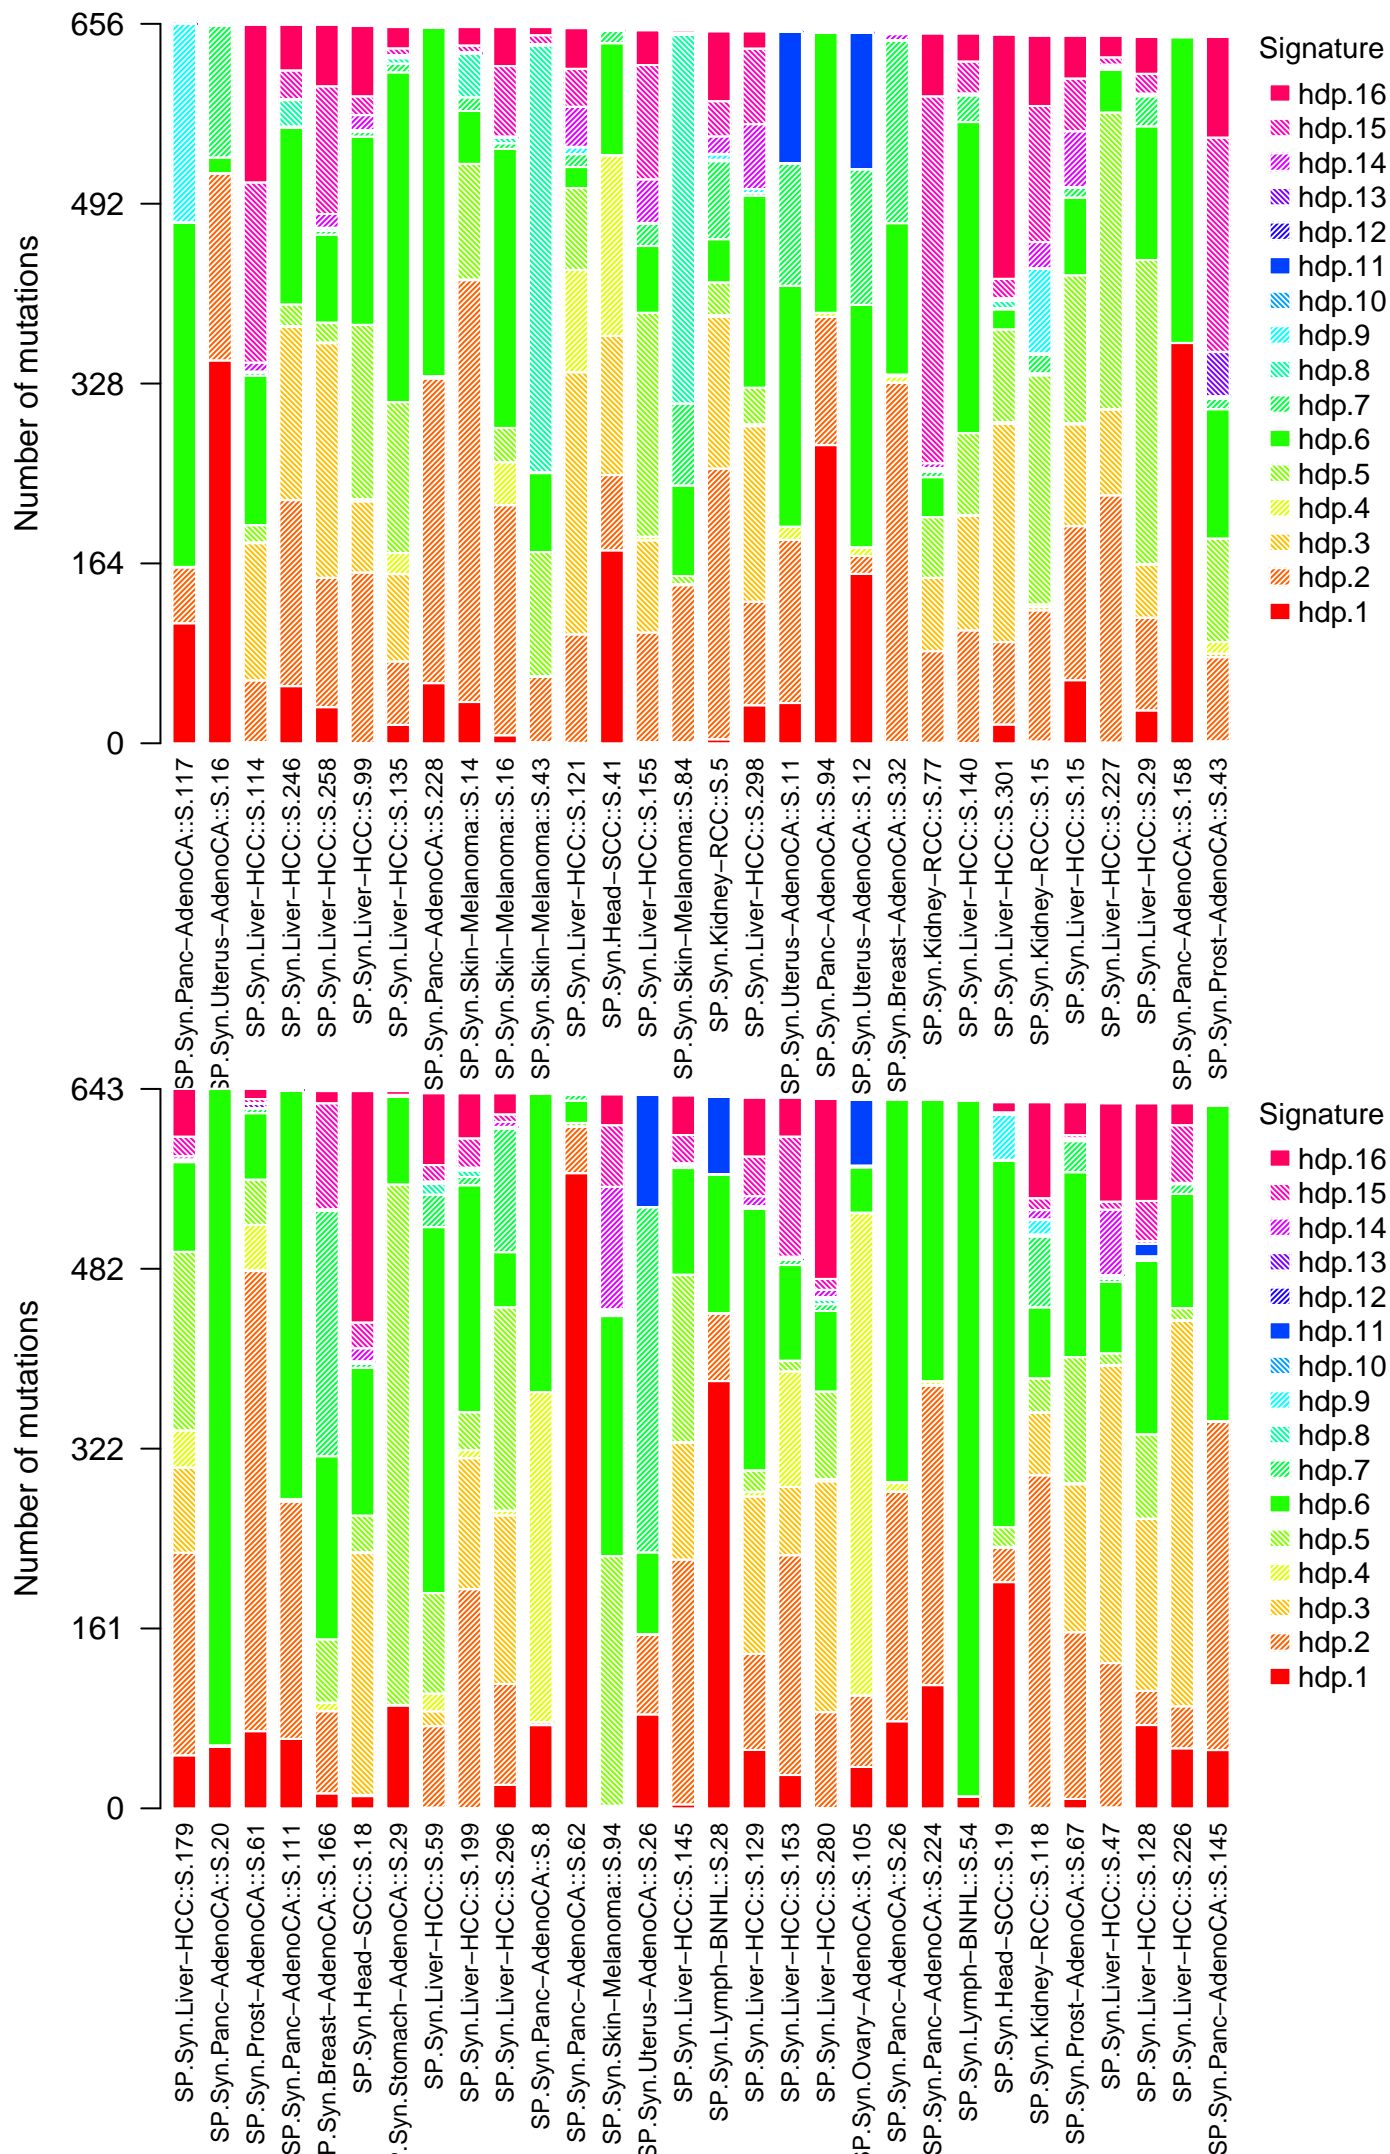 656
492
328
164
0
Number of mutations
Signature
hdp.16
hdp.15
hdp.14
hdp.13
hdp.12
hdp.11
hdp.10
hdp.9
hdp.8
hdp.7
hdp.6
hdp.5
hdp.4
hdp.3
hdp.2
hdp.1
SP.Syn.Panc−AdenoCA::S.117
SP.Syn.Uterus−AdenoCA::S.16
SP.Syn.Liver−HCC::S.114
SP.Syn.Liver−HCC::S.246
SP.Syn.Liver−HCC::S.258
SP.Syn.Liver−HCC::S.99
SP.Syn.Liver−HCC::S.135
SP.Syn.Panc−AdenoCA::S.228
SP.Syn.Skin−Melanoma::S.14
SP.Syn.Skin−Melanoma::S.16
SP.Syn.Skin−Melanoma::S.43
SP.Syn.Liver−HCC::S.121
SP.Syn.Head−SCC::S.41
SP.Syn.Liver−HCC::S.155
SP.Syn.Skin−Melanoma::S.84
SP.Syn.Kidney−RCC::S.5
SP.Syn.Liver−HCC::S.298
SP.Syn.Uterus−AdenoCA::S.11
SP.Syn.Panc−AdenoCA::S.94
SP.Syn.Uterus−AdenoCA::S.12
SP.Syn.Breast−AdenoCA::S.32
SP.Syn.Kidney−RCC::S.77
SP.Syn.Liver−HCC::S.140
SP.Syn.Liver−HCC::S.301
SP.Syn.Kidney−RCC::S.15
SP.Syn.Liver−HCC::S.15
SP.Syn.Liver−HCC::S.227
SP.Syn.Liver−HCC::S.29
SP.Syn.Panc−AdenoCA::S.158
SP.Syn.Prost−AdenoCA::S.43
643
482
322
161
0
Number of mutations
Signature
hdp.16
hdp.15
hdp.14
hdp.13
hdp.12
hdp.11
hdp.10
hdp.9
hdp.8
hdp.7
hdp.6
hdp.5
hdp.4
hdp.3
hdp.2
hdp.1
SP.Syn.Liver−HCC::S.179
SP.Syn.Panc−AdenoCA::S.20
SP.Syn.Prost−AdenoCA::S.61
SP.Syn.Panc−AdenoCA::S.111
P.Syn.Breast−AdenoCA::S.166
SP.Syn.Head−SCC::S.18
.Syn.Stomach−AdenoCA::S.29
SP.Syn.Liver−HCC::S.59
SP.Syn.Liver−HCC::S.199
SP.Syn.Liver−HCC::S.296
SP.Syn.Panc−AdenoCA::S.8
SP.Syn.Panc−AdenoCA::S.62
SP.Syn.Skin−Melanoma::S.94
SP.Syn.Uterus−AdenoCA::S.26
SP.Syn.Liver−HCC::S.145
SP.Syn.Lymph−BNHL::S.28
SP.Syn.Liver−HCC::S.129
SP.Syn.Liver−HCC::S.153
SP.Syn.Liver−HCC::S.280
SP.Syn.Ovary−AdenoCA::S.105
SP.Syn.Panc−AdenoCA::S.26
SP.Syn.Panc−AdenoCA::S.224
SP.Syn.Lymph−BNHL::S.54
SP.Syn.Head−SCC::S.19
SP.Syn.Kidney−RCC::S.118
SP.Syn.Prost−AdenoCA::S.67
SP.Syn.Liver−HCC::S.47
SP.Syn.Liver−HCC::S.128
SP.Syn.Liver−HCC::S.226
SP.Syn.Panc−AdenoCA::S.145